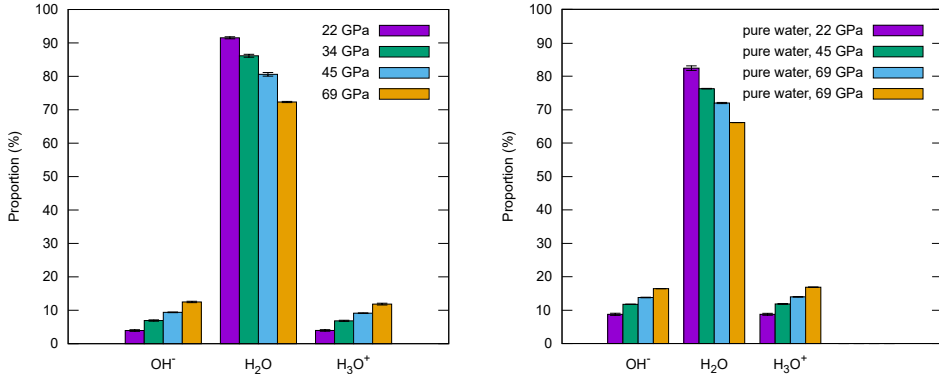 100
90
80
70
60
50
40
30
20
10
0
Proportion (%)
OH⁻
H₂O
H₃O⁺
22 GPa
34 GPa
45 GPa
69 GPa
100
90
80
70
60
50
40
30
20
10
0
Proportion (%)
OH⁻
H₂O
H₃O⁺
pure water, 22 GPa
pure water, 45 GPa
pure water, 69 GPa
pure water, 69 GPa